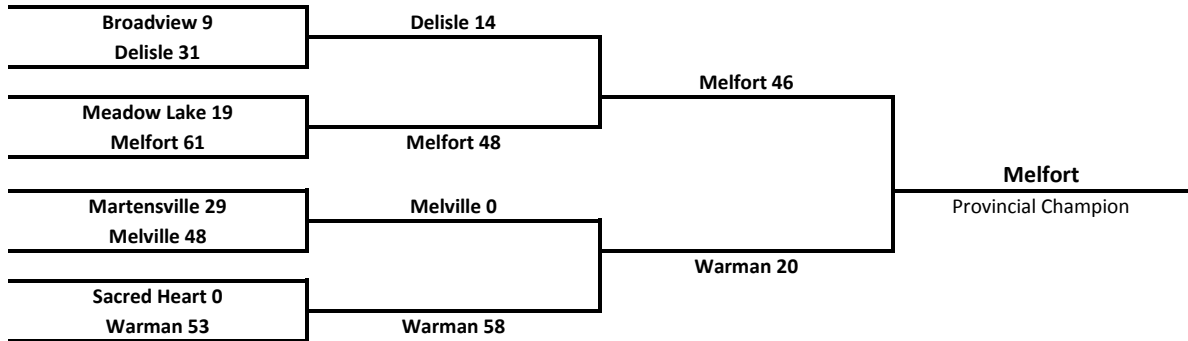 Broadview 9
Delisle 31
Meadow Lake 19
Melfort 61
Martensville 29
Melville 48
Sacred Heart 0
Warman 53
Delisle 14
Melfort 48
Melville 0
Warman 58
Melfort 46
Warman 20
Melfort
Provincial Champion